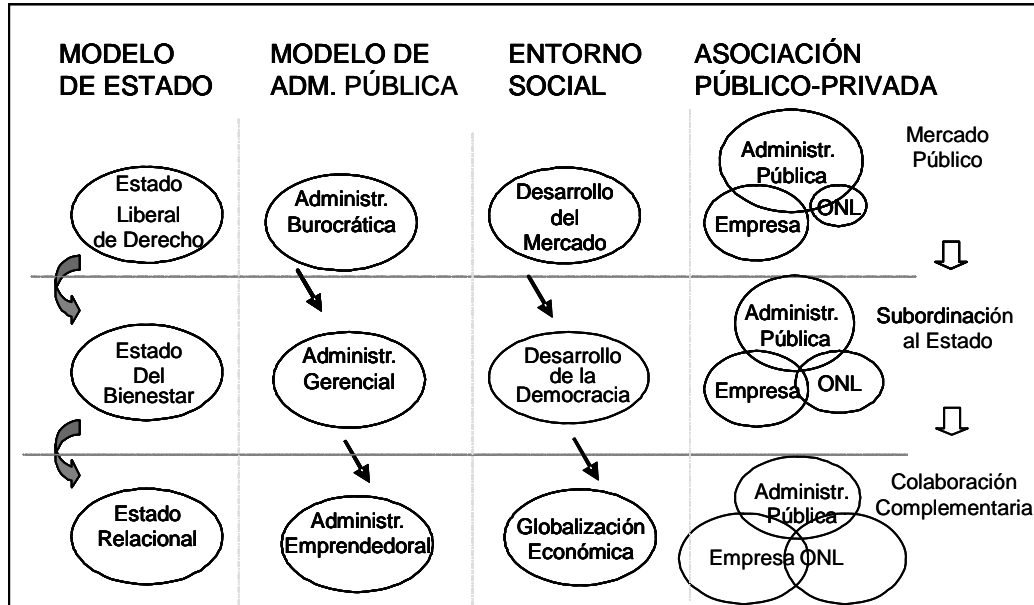 MODELO
DE ESTADO
MODELO DE
ADM. PÚBLICA
ENTORNO
SOCIAL
ASOCIACIÓN
PÚBLICO-PRIVADA
Estado
Liberal
de Derecho
Administr.
Burocrática
Desarrollo
del
Mercado
Administr.
Pública
Empresa
ONL
Mercado
Público
Estado
Del
Bienestar
Administr.
Gerencial
Desarrollo
de la
Democracia
Administr.
Pública
Empresa
ONL
Subordinación
al Estado
Estado
Relacional
Administr.
Emprendedoral
Globalización
Económica
Administr.
Pública
Empresa
ONL
Colaboración
Complementaria